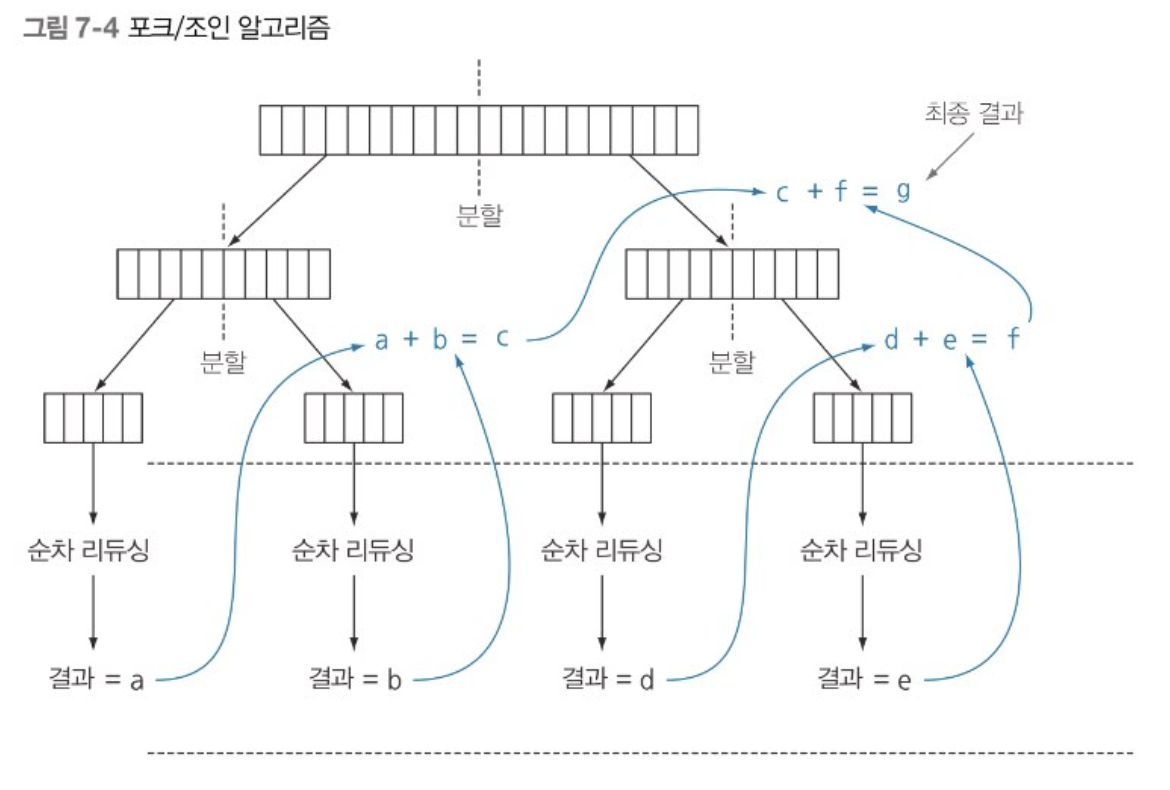 그림 7-4 포크/조인 알고리즘
최종 결과
c + f = g
분할
a + b = c
d + e = f
분할
분할
순차 리듀싱
순차 리듀싱
순차 리듀싱
순차 리듀싱
결과 = a
결과 = b
결과 = d
결과 = e